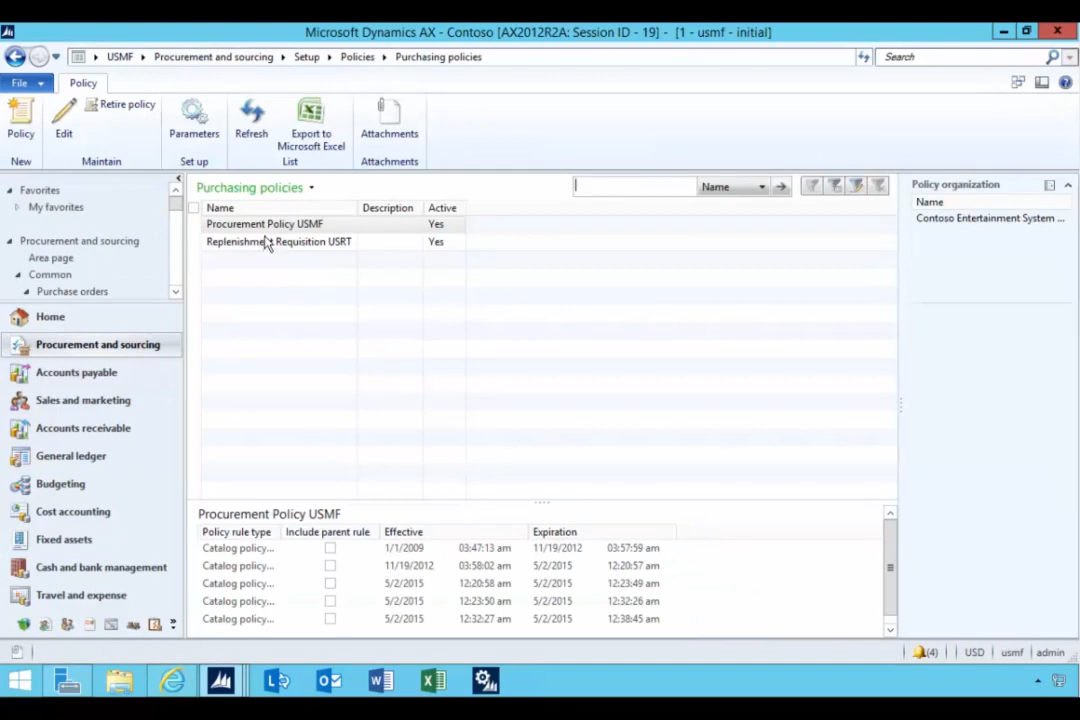 Microsoft Dynamics AX - Contoso [AX2012R2A: Session ID - 19] - [1 - usmf - initial]
USMF Procurement and sourcing Setup Policies Purchasing policies
Search
File Policy
Policy
New
Edit
Retire policy
Maintain
Parameters
Set up
Refresh
Export to
Microsoft Excel
List
Attachments
Attachments
Favorites
My favorites
Procurement and sourcing
Area page
Common
Purchase orders
Home
Procurement and sourcing
Accounts payable
Sales and marketing
Accounts receivable
General ledger
Budgeting
Cost accounting
Fixed assets
Cash and bank management
Travel and expense
Purchasing policies
Name
Name Description Active
Procurement Policy USMF Yes
Replenishment Requisition USRT Yes
Procurement Policy USMF
Policy rule type Include parent rule Effective Expiration
Catalog policy... 1/1/2009 03:47:13 am 11/19/2012 03:57:59 am
Catalog policy... 11/19/2012 03:58:02 am 5/2/2015 12:20:57 am
Catalog policy... 5/2/2015 12:20:58 am 5/2/2015 12:23:49 am
Catalog policy... 5/2/2015 12:23:50 am 5/2/2015 12:32:26 am
Catalog policy... 5/2/2015 12:32:27 am 5/2/2015 12:38:45 am
Policy organization
Name
Contoso Entertainment System ...
(4) USD usmf admin